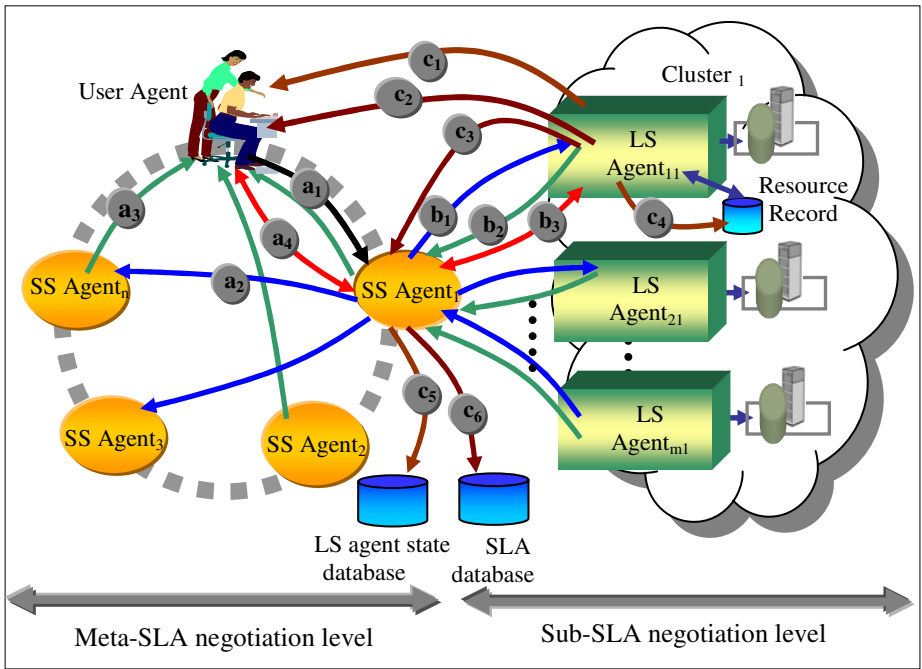 c₁
Cluster ₁
User Agent
c₂
LS
Agent₁₁
c₃
a₁
Resource
Record
a₃
b₁
b₂
b₃
c₄
a₄
SS Agentₙ
a₂
SS Agent₁
LS
Agent₂₁
c₅
c₆
LS
Agentₘ₁
SS Agent₃
SS Agent₂
LS agent state
database
SLA
database
Meta-SLA negotiation level
Sub-SLA negotiation level